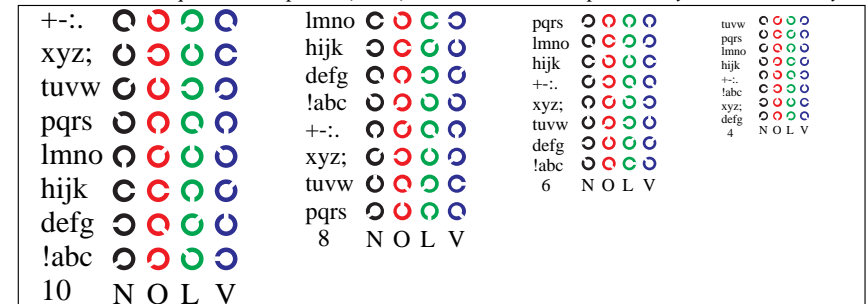 +-:.
xyz;
tuvw
pqrs
lmno
hijk
defg
!abc
10 N O L V
lmno
hijk
defg
!abc
+-:.
xyz;
tuvw
pqrs
8 N O L V
pqrs
lmno
hijk
+-:.
xyz;
tuvw
defg
!abc
6 N O L V
tuvw
pqrs
lmno
hijk
+-:.
!abc
xyz;
defg
4 N O L V